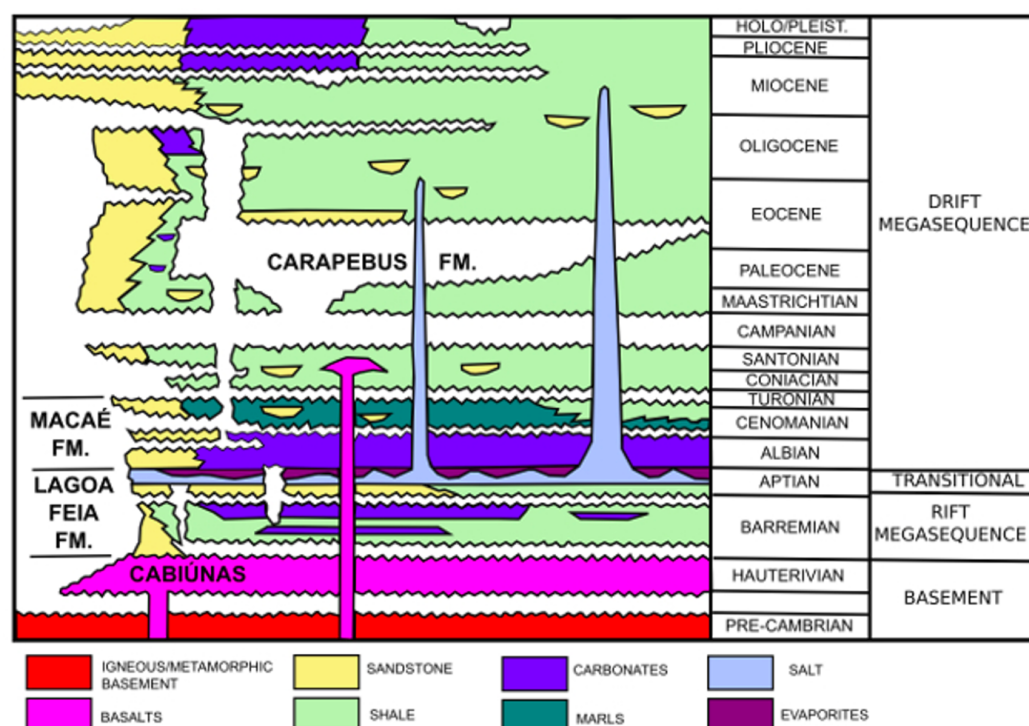 HOLO/PLEIST.
PLIOCENE
MIOCENE
OLIGOCENE
EOCENE
PALEOCENE
MAASTRICHTIAN
CAMPANIAN
SANTONIAN
CONIACIAN
TURONIAN
CENOMANIAN
ALBIAN
APTIAN
BARREMIAN
HAUTERIVIAN
PRE-CAMBRIAN
DRIFT
MEGASEQUENCE
TRANSITIONAL
RIFT
MEGASEQUENCE
BASEMENT
CARAPEBUS FM.
MACAÉ
FM.
LAGOA
FEIA
FM.
CABIÚNAS
IGNEOUS/METAMORPHIC
BASEMENT
SANDSTONE
CARBONATES
SALT
BASALTS
SHALE
MARLS
EVAPORITES